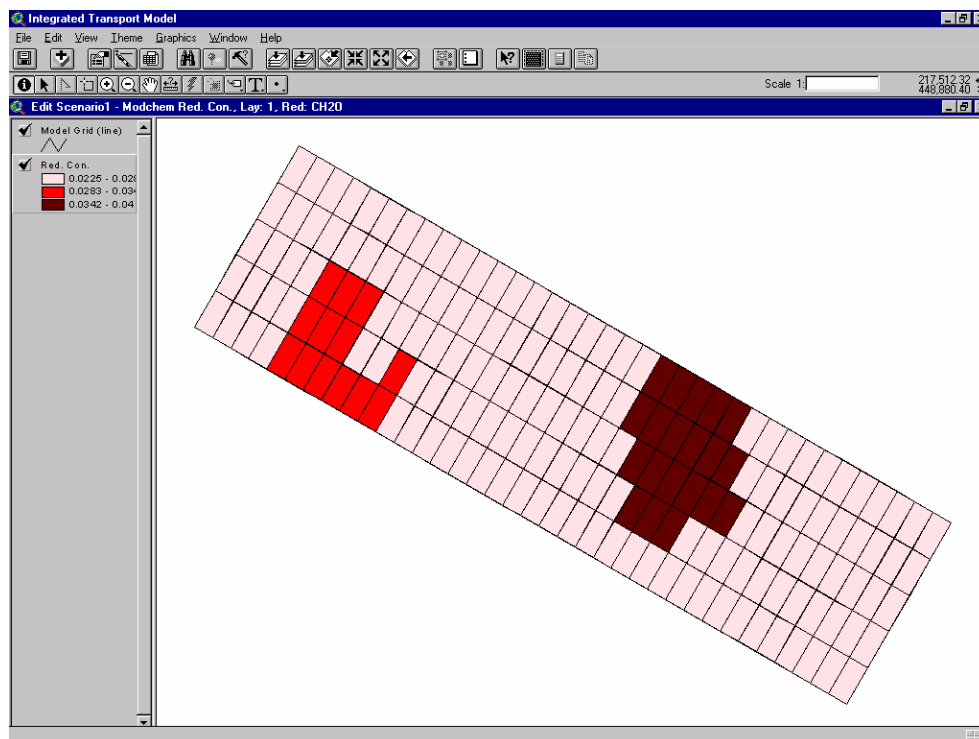 Integrated Transport Model
File Edit View Theme Graphics Window Help
Scale 1:
217,512.32
448,880.40
Edit Scenario1 - Modchem Red. Con., Lay: 1, Red: CH2O
Model Grid (line)
Red. Con.
0.0225 - 0.028
0.0283 - 0.034
0.0342 - 0.04